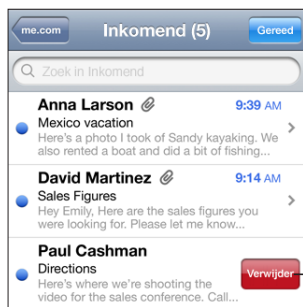 me.com Inkomend (5) Gereed
Zoek in Inkomend
Anna Larson 9:39 AM
Mexico vacation
Here's a photo I took of Sandy kayaking. We
also rented a boat and did a bit of fishing...
David Martinez 9:14 AM
Sales Figures
Hey Emily, Here are the sales figures you
were looking for. Please let me know...
Paul Cashman
Directions
Verwijder
Here's where we're shooting the
video for the sales conference. Call...